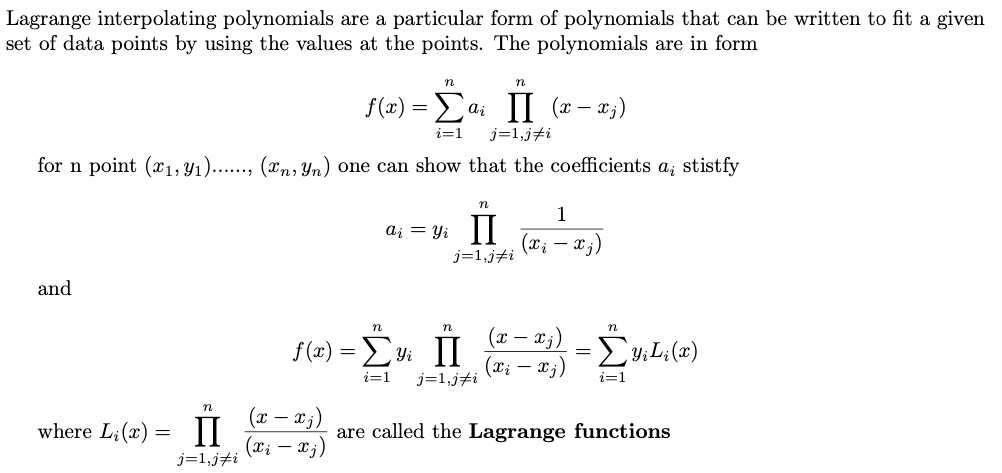 Lagrange interpolating polynomials are a particular form of polynomials that can be written to fit a given
set of data points by using the values at the points. The polynomials are in form
f(x) = \sum_{i=1}^{n} a_i \prod_{j=1, j \neq i}^{n} (x - x_j)
for n point (x_1, y_1)......, (x_n, y_n) one can show that the coefficients a_i stistfy
a_i = y_i \prod_{j=1, j \neq i}^{n} \frac{1}{(x_i - x_j)}
and
f(x) = \sum_{i=1}^{n} y_i \prod_{j=1, j \neq i}^{n} \frac{(x - x_j)}{(x_i - x_j)} = \sum_{i=1}^{n} y_i L_i(x)
where L_i(x) = \prod_{j=1, j \neq i}^{n} \frac{(x - x_j)}{(x_i - x_j)} are called the Lagrange functions